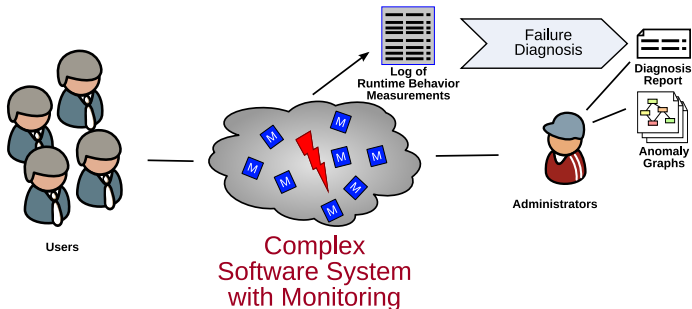 Failure
Diagnosis
Log of
Runtime Behavior
Measurements
Diagnosis
Report
M
M
M
M
M
M
M
M
Anomaly
Graphs
Administrators
Users
Complex
Software System
with Monitoring